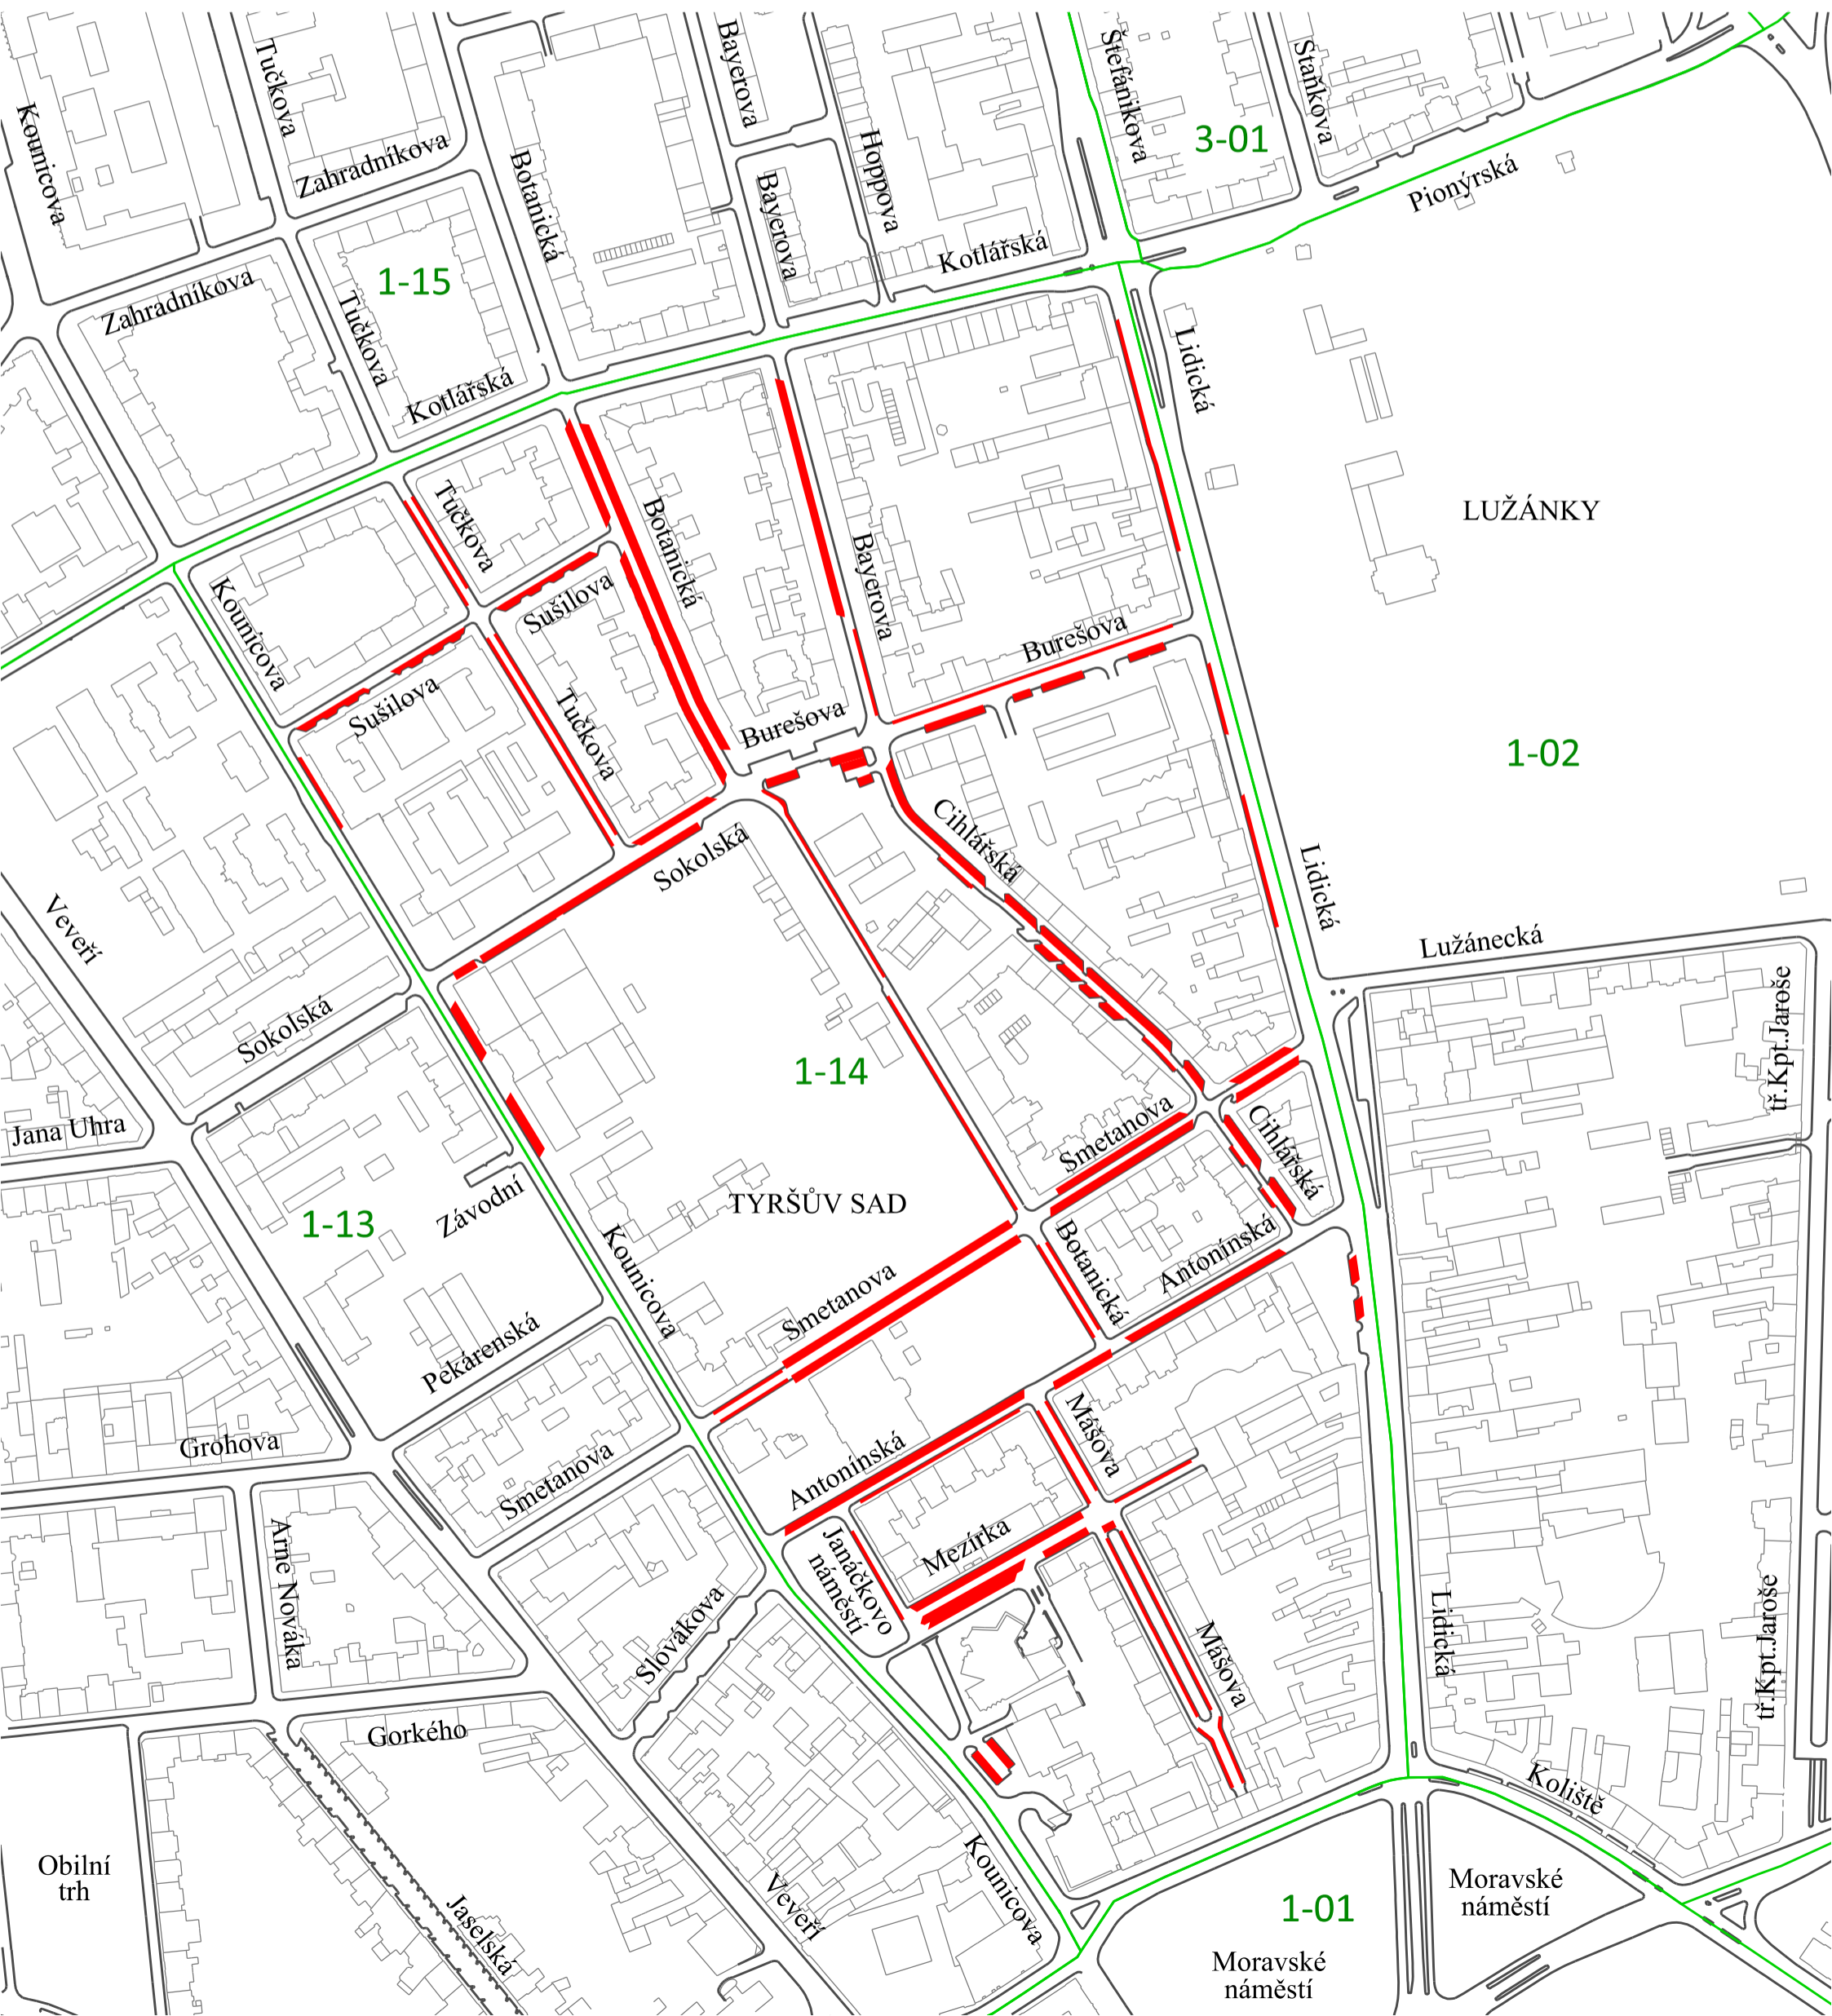 Tučkova
Bayerova
Štefánikova
Staňkova
Kounicova
Zahradníkova
Botanická
Hoppova
3-01
Pionýrská
Bayerova
Kotlářská
1-15
Zahradníkova
Tučkova
Lidická
Kotlářská
LUŽÁNKY
Tučkova
Botanická
Bayerova
Sušilova
Kounicova
Burešova
Sušilova
Tučkova
Burešova
1-02
Cihlářská
Sokolská
Lidická
Veveří
Lužánecká
Sokolská
tř.Kpt.Jaroše
1-14
Jana Uhra
Smetanova
Cihlářská
Závodní
1-13
TYRŠŮV SAD
Kounicova
Botanická
Antonínská
Smetanova
Pekárenská
Mášova
Grohova
Antonínská
Smetanova
Arne Nováka
Janáčkovo
náměstí
Mezírka
Slovákova
Mášova
Lidická
tř.Kpt.Jaroše
Gorkého
Koliště
Obilní
trh
Jaselská
Veveří
Kounicova
1-01
Moravské
náměstí
Moravské
náměstí